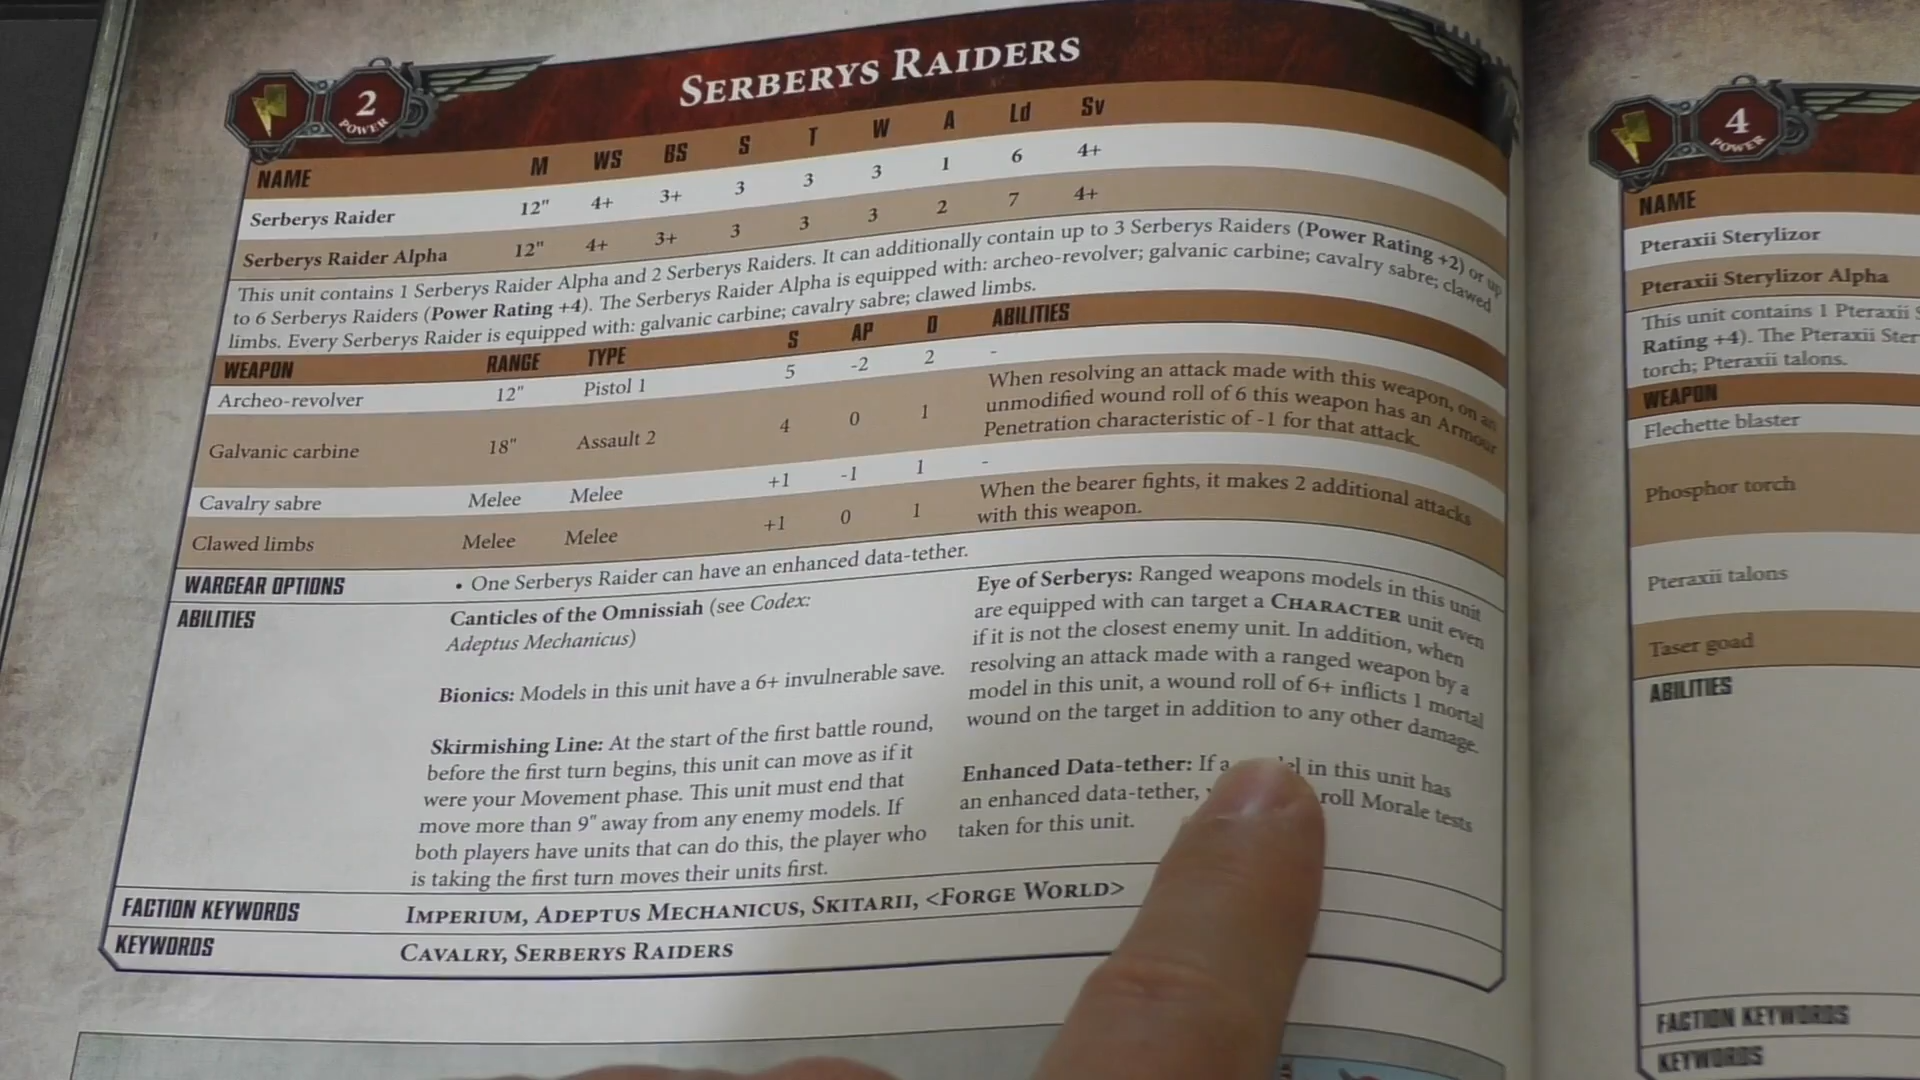 2
POWER
SERBERYS RAIDERS
NAME M WS BS S T W A Ld Sv
Serberys Raider 12" 4+ 3+ 3 3 3 1 6 4+
Serberys Raider Alpha 12" 4+ 3+ 3 3 3 2 7 4+
This unit contains 1 Serberys Raider Alpha and 2 Serberys Raiders. It can additionally contain up to 3 Serberys Raiders (Power Rating +2) or up
to 6 Serberys Raiders (Power Rating +4). The Serberys Raider Alpha is equipped with: archeo-revolver; galvanic carbine; cavalry sabre; clawed
limbs. Every Serberys Raider is equipped with: galvanic carbine; cavalry sabre; clawed limbs.
WEAPON RANGE TYPE S AP D ABILITIES
Archeo-revolver 12" Pistol 1 5 -2 2 -
Galvanic carbine 18" Assault 2 4 0 1 When resolving an attack made with this weapon, on an
unmodified wound roll of 6 this weapon has an Armour
Penetration characteristic of -1 for that attack.
Cavalry sabre Melee Melee +1 -1 1 -
Clawed limbs Melee Melee +1 0 1 When the bearer fights, it makes 2 additional attacks
with this weapon.
WARGEAR OPTIONS • One Serberys Raider can have an enhanced data-tether.
ABILITIES
Canticles of the Omnissiah (see Codex:
Adeptus Mechanicus)
Bionics: Models in this unit have a 6+ invulnerable save.
Skirmishing Line: At the start of the first battle round,
before the first turn begins, this unit can move as if it
were your Movement phase. This unit must end that
move more than 9" away from any enemy models. If
both players have units that can do this, the player who
is taking the first turn moves their units first.
Eye of Serberys: Ranged weapons models in this unit
are equipped with can target a CHARACTER unit even
if it is not the closest enemy unit. In addition, when
resolving an attack made with a ranged weapon by a
model in this unit, a wound roll of 6+ inflicts 1 mortal
wound on the target in addition to any other damage.
Enhanced Data-tether: If a in this unit has
an enhanced data-tether, roll Morale tests
taken for this unit.
FACTION KEYWORDS IMPERIUM, ADEPTUS MECHANICUS, SKITARII, <FORGE WORLD>
KEYWORDS CAVALRY, SERBERYS RAIDERS
4
POWER
NAME
Pteraxii Sterylizor
Pteraxii Sterylizor Alpha
This unit contains 1 Pteraxii
Rating +4). The Pteraxii
torch; Pteraxii talons.
WEAPON
Flechette blaster
Phosphor torch
Pteraxii talons
Taser goad
ABILITIES
FACTION KEYWORDS
KEYWORDS